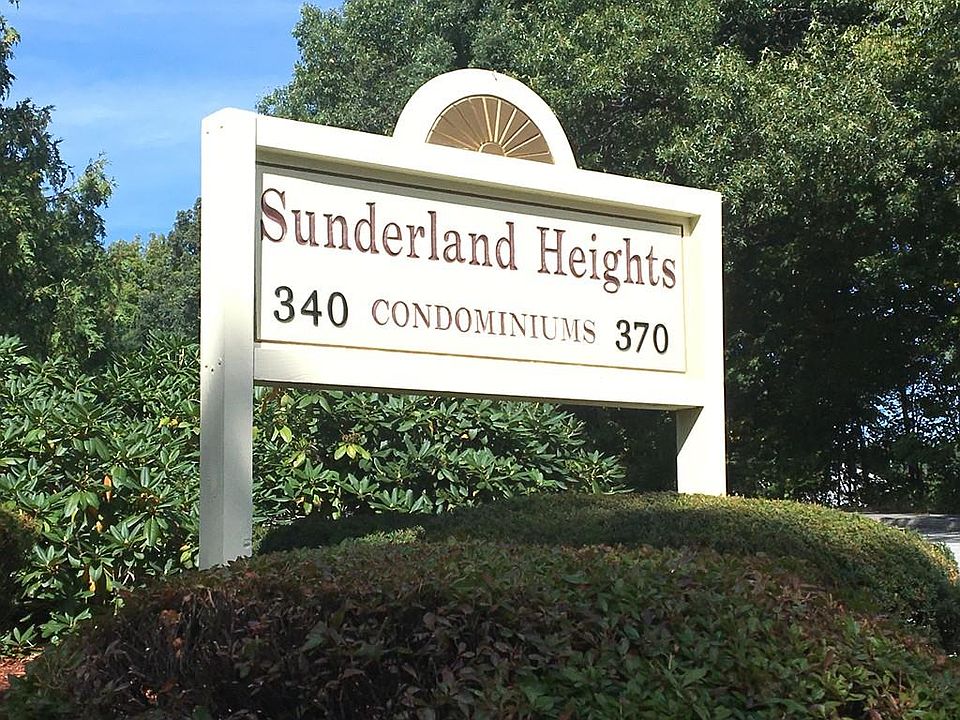 Sunderland Heights
340 CONDOMINIUMS 370